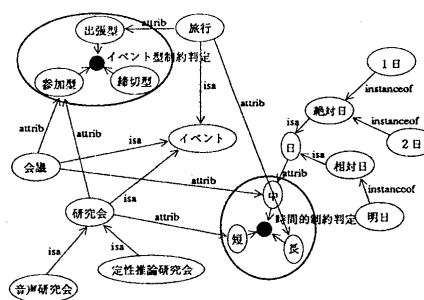 出張型
attrib
旅行
イベント型制約判定
参加型
締切型
attrib
attrib
isa
attrib
1日
instanceof
絶対日
isa
instanceof
2日
会議
isa
イベント
日
isa
相対日
attrib
attrib
instanceof
中
明日
研究会
isa
attrib
時間的制約判定
短
長
isa
isa
音声研究会
定性推論研究会